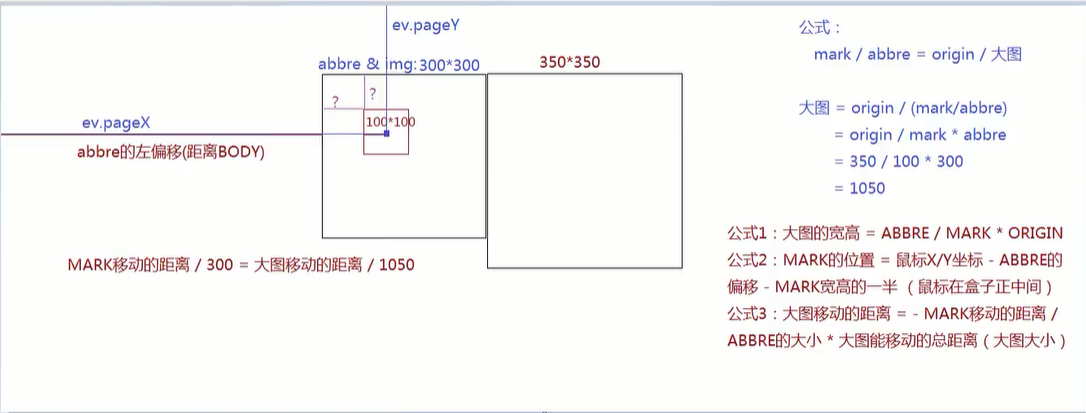 ev.pageY
abbre & img:300*300
350*350
?
?
100*100
ev.pageX
abbre的左偏移(距离BODY)
MARK移动的距离 / 300 = 大图移动的距离 / 1050
公式：
mark / abbre = origin / 大图
大图 = origin / (mark/abbre)
= origin / mark * abbre
= 350 / 100 * 300
= 1050
公式1：大图的宽高 = ABBRE / MARK * ORIGIN
公式2：MARK的位置 = 鼠标X/Y坐标 - ABBRE的
偏移 - MARK宽高的一半 （鼠标在盒子正中间）
公式3：大图移动的距离 = - MARK移动的距离 /
ABBRE的大小 * 大图能移动的总距离（大图大小）